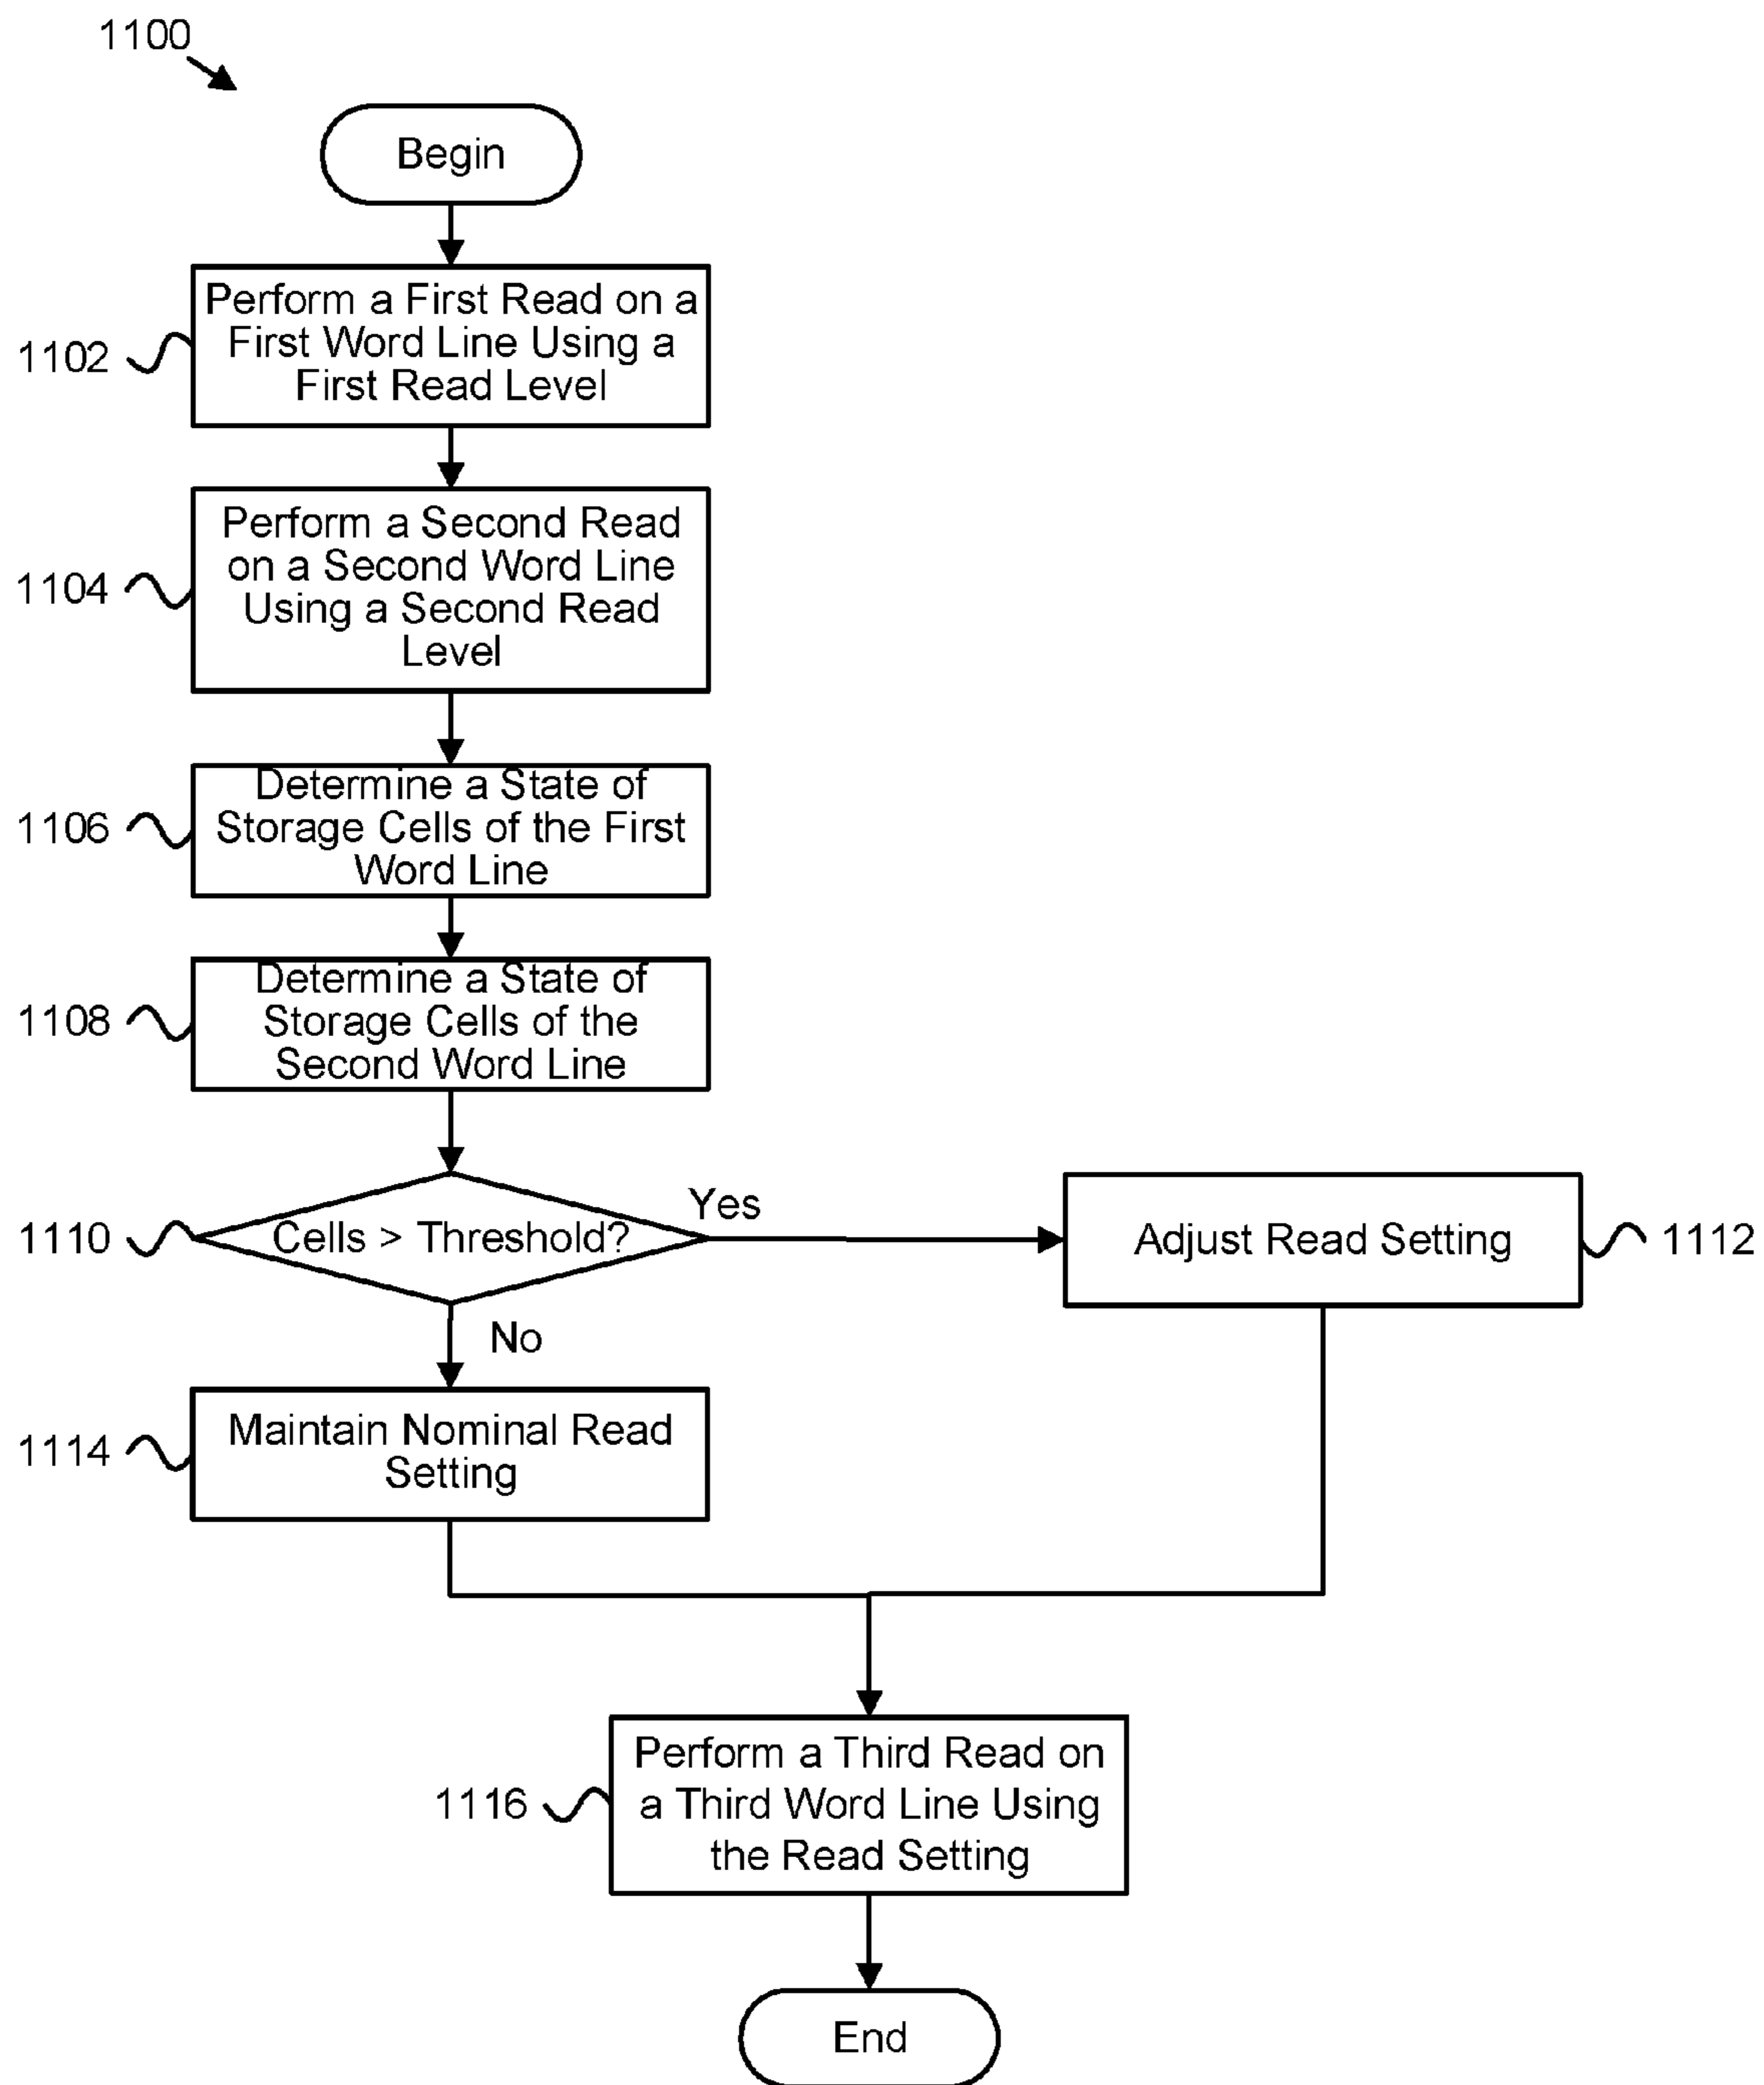 1100
Begin
Perform a First Read on a
First Word Line Using a
First Read Level
1102
Perform a Second Read
on a Second Word Line
Using a Second Read
Level
1104
Determine a State of
Storage Cells of the First
Word Line
1106
Determine a State of
Storage Cells of the
Second Word Line
1108
Cells > Threshold?
1110
Yes
Adjust Read Setting
1112
No
Maintain Nominal Read
Setting
1114
Perform a Third Read on
a Third Word Line Using
the Read Setting
1116
End